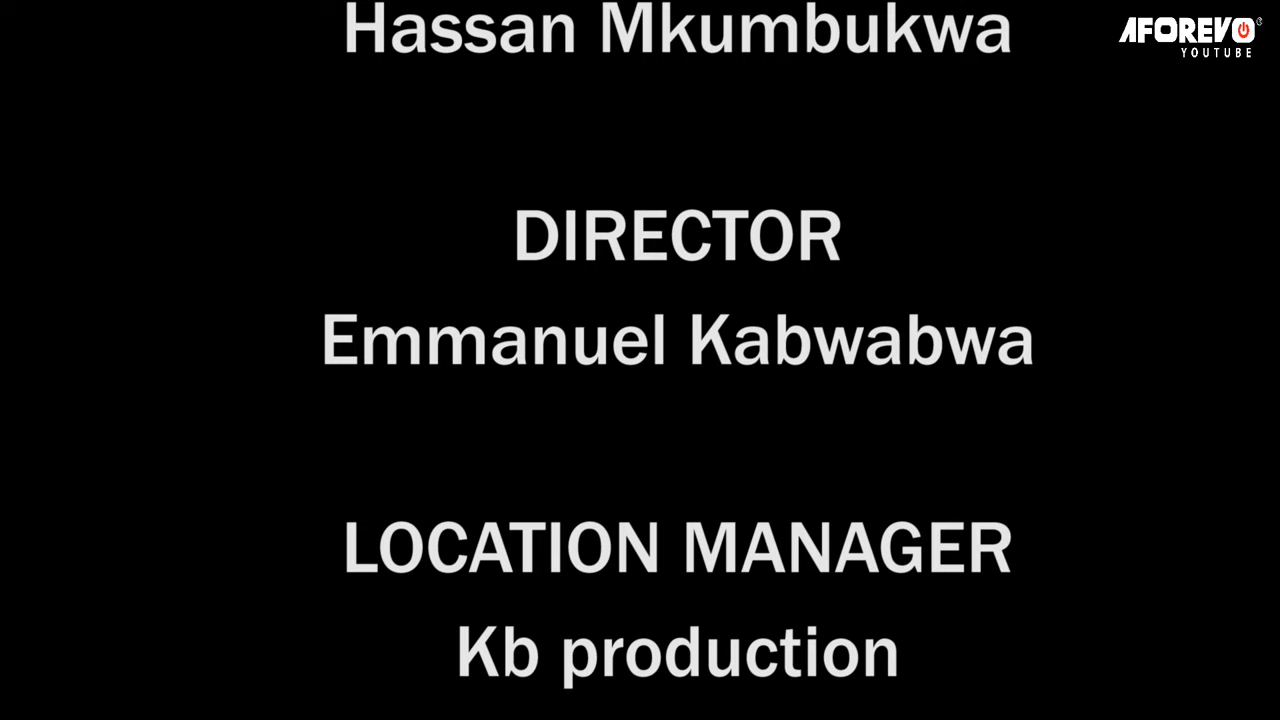 Hassan Mkumbukwa
AFOREVO
YOUTUBE
DIRECTOR
Emmanuel Kabwabwa
LOCATION MANAGER
Kb production